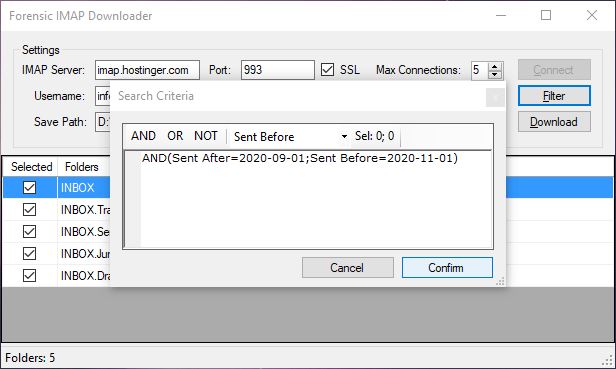 Forensic IMAP Downloader
Settings
IMAP Server: imap.hostinger.com Port: 993 SSL Max Connections: 5 Connect
Username: Filter
Save Path: D: Download
Search Criteria
AND OR NOT Sent Before Sel: 0; 0
AND(Sent After=2020-09-01;Sent Before=2020-11-01)
Cancel Confirm
Selected Folders
INBOX
INBOX.Tra
INBOX.Se
INBOX.Jun
INBOX.Dra
Folders: 5